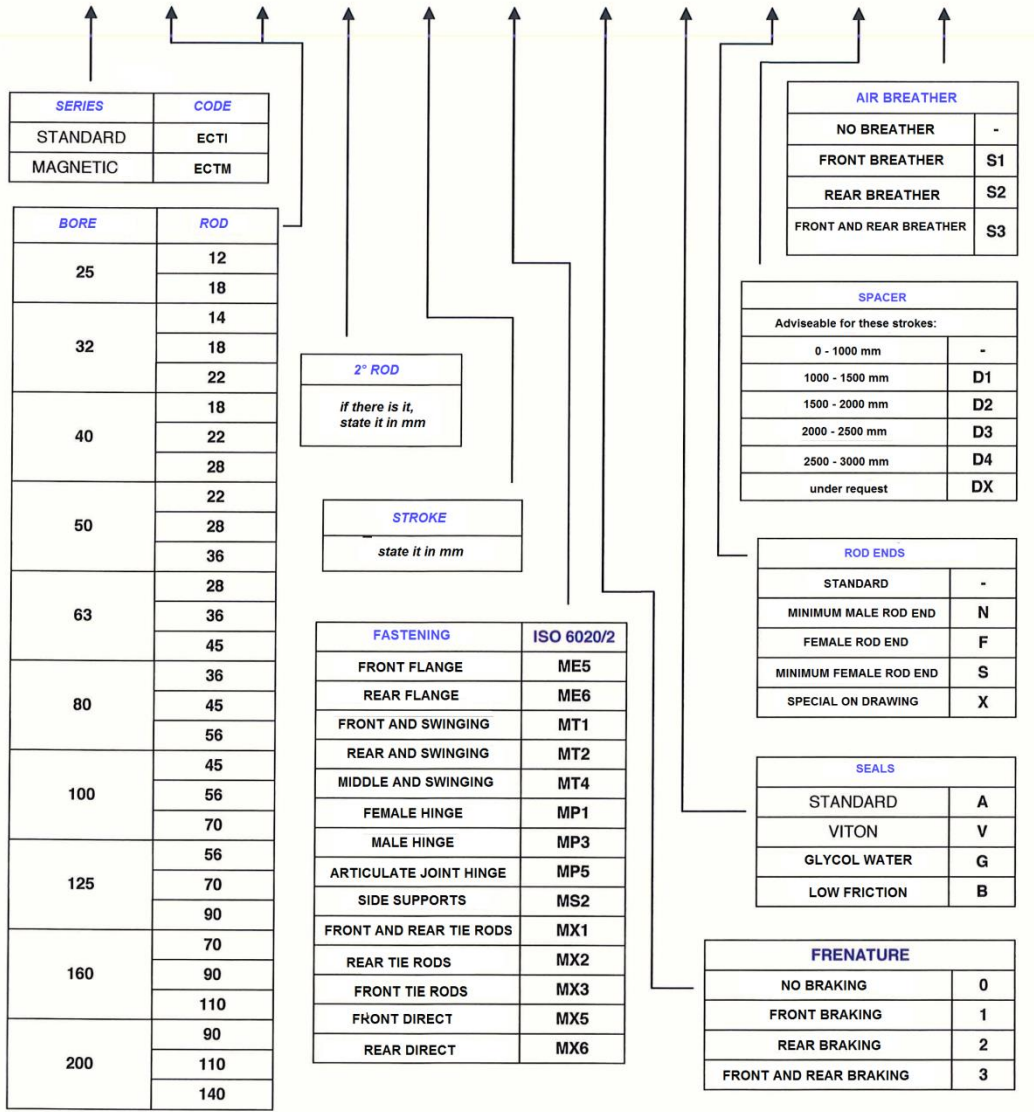 SERIES CODE
STANDARD ECTI
MAGNETIC ECTM
BORE ROD
25 12
18
32 14
18
22
40 18
22
28
50 22
28
36
63 28
36
45
80 36
45
56
100 45
56
70
125 56
70
90
160 70
90
110
200 90
110
140
2° ROD
if there is it,
state it in mm
STROKE
state it in mm
FASTENING ISO 6020/2
FRONT FLANGE ME5
REAR FLANGE ME6
FRONT AND SWINGING MT1
REAR AND SWINGING MT2
MIDDLE AND SWINGING MT4
FEMALE HINGE MP1
MALE HINGE MP3
ARTICULATE JOINT HINGE MP5
SIDE SUPPORTS MS2
FRONT AND REAR TIE RODS MX1
REAR TIE RODS MX2
FRONT TIE RODS MX3
FRONT DIRECT MX5
REAR DIRECT MX6
AIR BREATHER
NO BREATHER -
FRONT BREATHER S1
REAR BREATHER S2
FRONT AND REAR BREATHER S3
SPACER
Adviseable for these strokes:
0 - 1000 mm -
1000 - 1500 mm D1
1500 - 2000 mm D2
2000 - 2500 mm D3
2500 - 3000 mm D4
under request DX
ROD ENDS
STANDARD -
MINIMUM MALE ROD END N
FEMALE ROD END F
MINIMUM FEMALE ROD END S
SPECIAL ON DRAWING X
SEALS
STANDARD A
VITON V
GLYCOL WATER G
LOW FRICTION B
FRENATURE
NO BRAKING 0
FRONT BRAKING 1
REAR BRAKING 2
FRONT AND REAR BRAKING 3